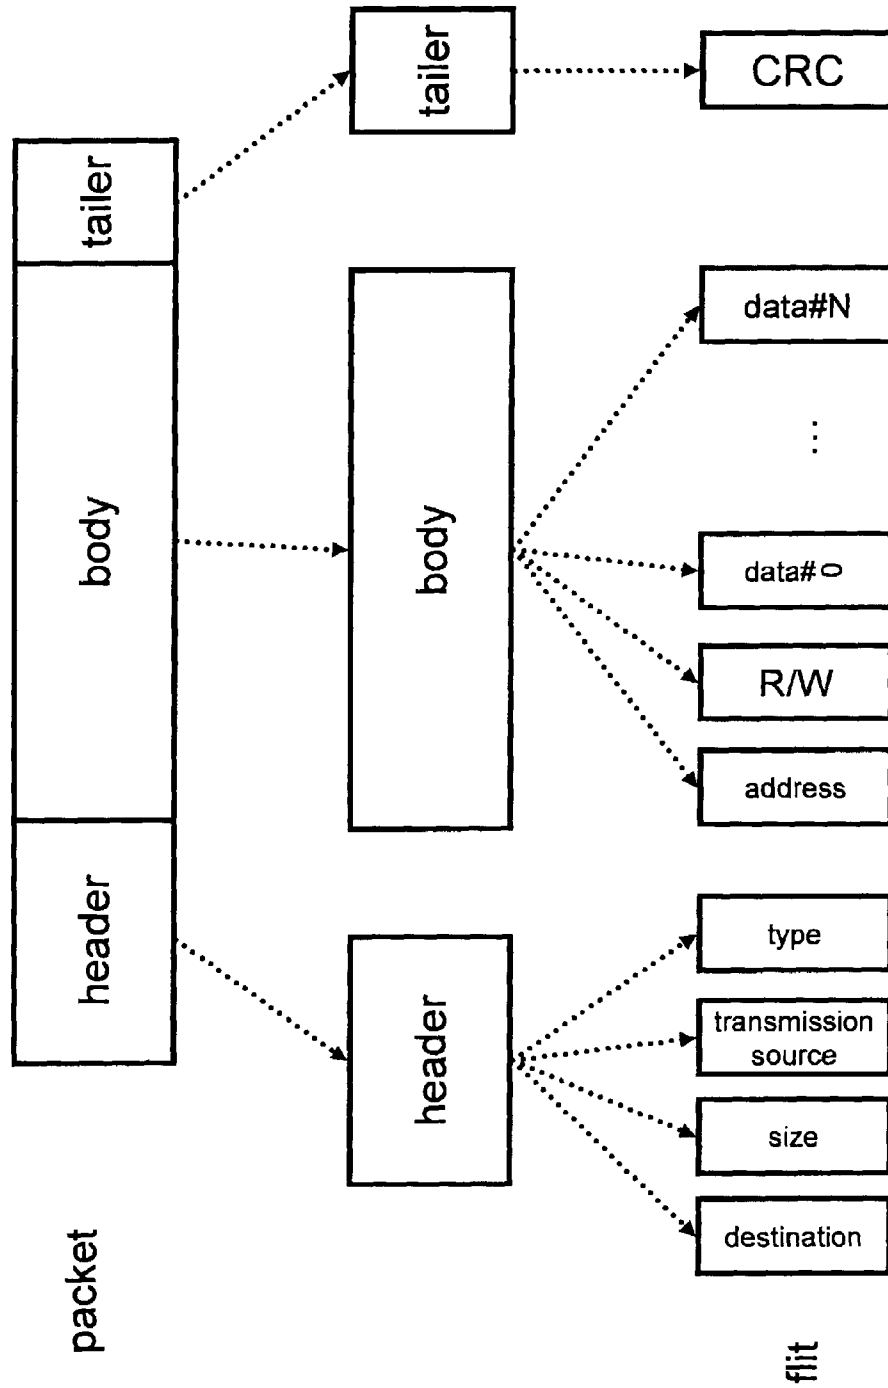 packet
header
body
tailer
header
body
tailer
flit
destination
size
transmission
source
type
address
R/W
data#0
...
data#N
CRC